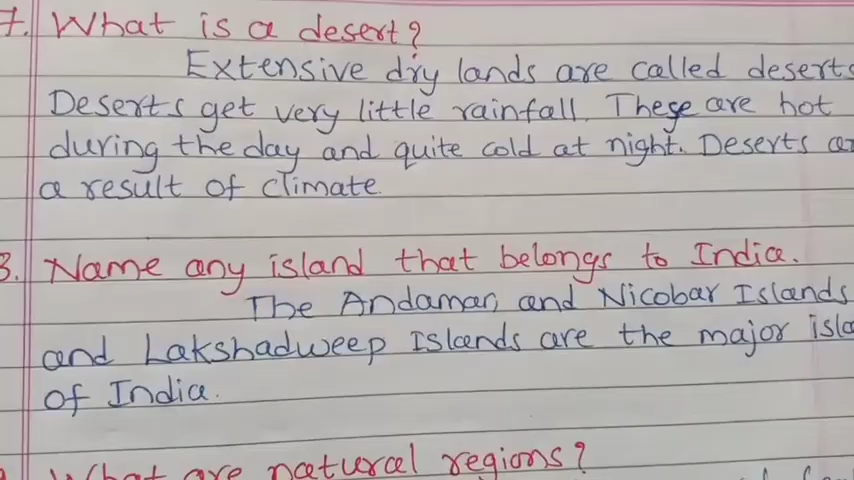 7. What is a desert?
Extensive dry lands are called deserts
Deserts get very little rainfall. These are hot
during the day and quite cold at night. Deserts
a result of climate.
Name any island that belongs to India.
The Andaman and Nicobar Islands
and Lakshadweep Islands are the major
of India.
What are natural regions?